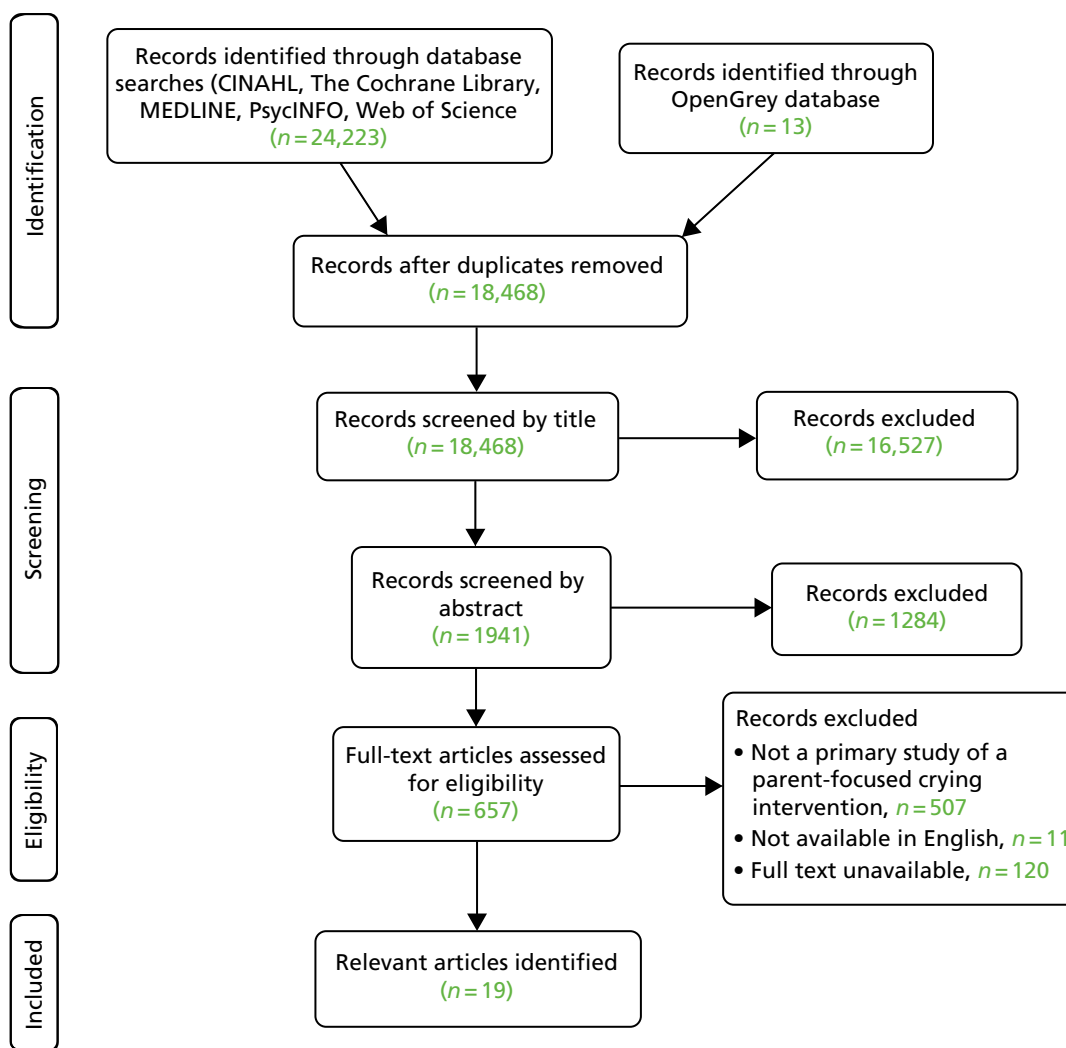 Identification
Records identified through database
searches (CINAHL, The Cochrane Library,
MEDLINE, PsycINFO, Web of Science
(n = 24,223)
Records identified through
OpenGrey database
(n = 13)
Records after duplicates removed
(n = 18,468)
Screening
Records screened by title
(n = 18,468)
Records excluded
(n = 16,527)
Records screened by
abstract
(n = 1941)
Records excluded
(n = 1284)
Eligibility
Full-text articles assessed
for eligibility
(n = 657)
Records excluded
• Not a primary study of a
parent-focused crying
intervention, n = 507
• Not available in English, n = 11
• Full text unavailable, n = 120
Included
Relevant articles identified
(n = 19)